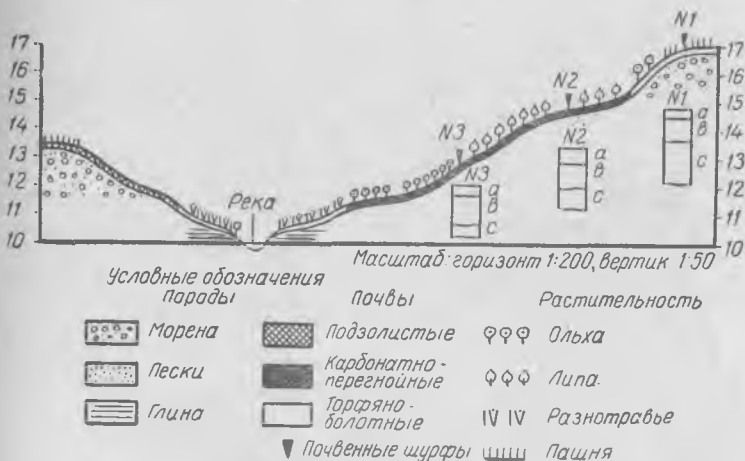 N1
17
16
15
14
13
12
11
10
N2
N3
Река
N3
а
в
с
N2
а
в
с
N1
а
в
с
17
16
15
14
13
12
11
10
Масштаб: горизонт 1:200, вертик 1:50
Условные обозначения
Породы
Почвы
Растительность
Морена
Подзолистые
Ольха
Пески
Карбонатно-
перегнойные
Липа.
Глина
Торфяно-
болотные
Разнотравье
Почвенные шурфы
Пашня